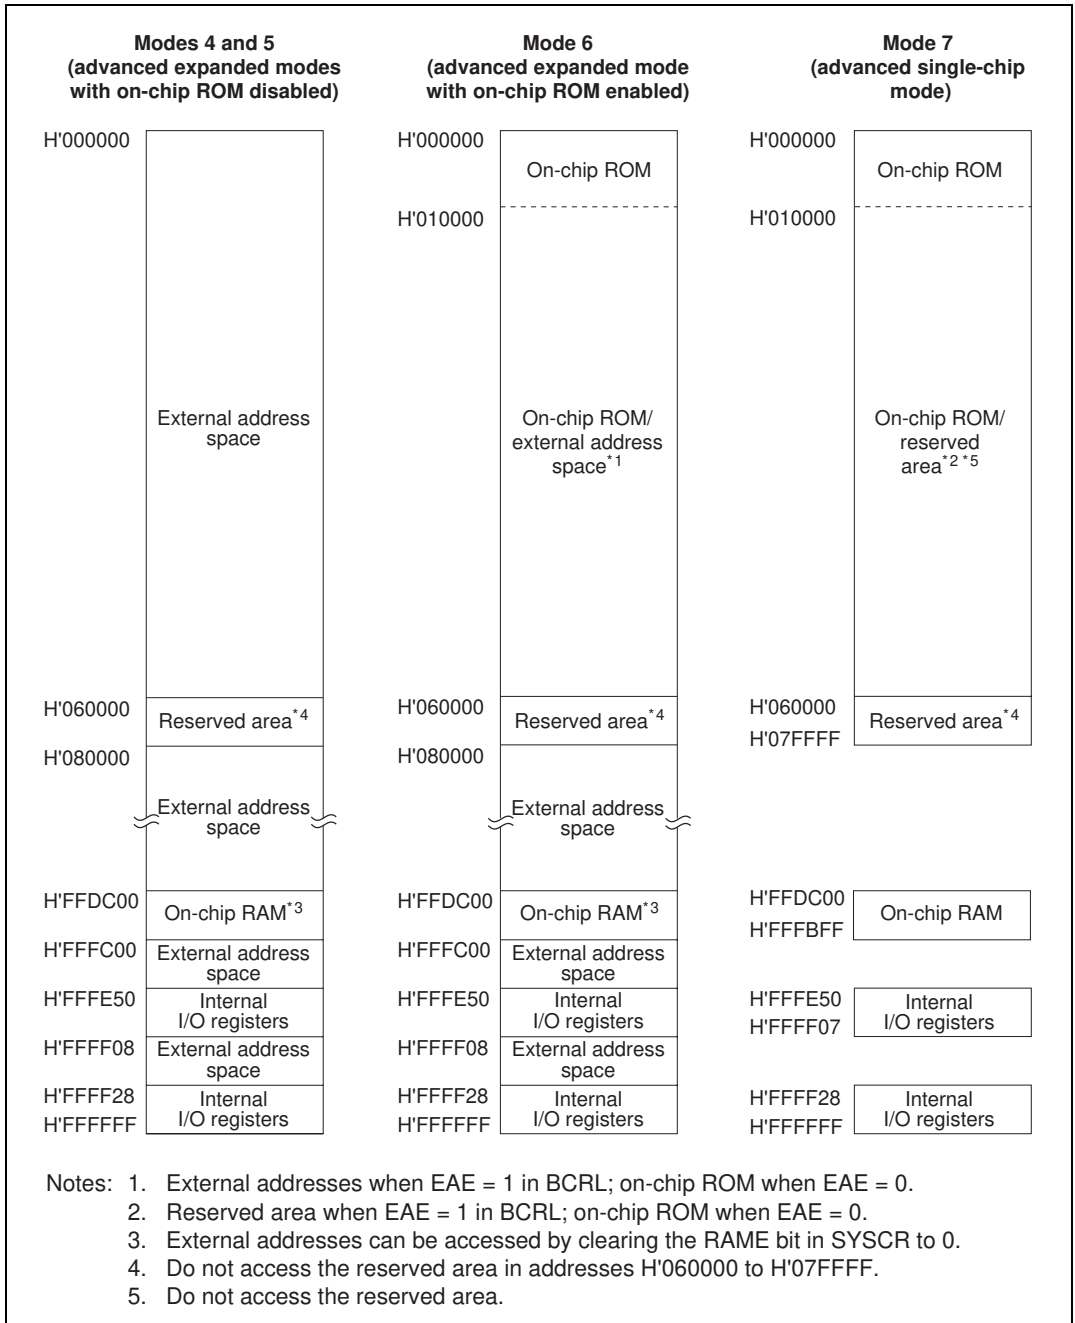 Modes 4 and 5
(advanced expanded modes
with on-chip ROM disabled)
H'000000
External address
space
H'060000
Reserved area*4
H'080000
External address
space
H'FFDC00
On-chip RAM*3
H'FFFC00
External address
space
H'FFFE50
Internal
I/O registers
H'FFFF08
External address
space
H'FFFF28
Internal
I/O registers
H'FFFFFF
Mode 6
(advanced expanded mode
with on-chip ROM enabled)
H'000000
On-chip ROM
H'010000
On-chip ROM/
external address
space*1
H'060000
Reserved area*4
H'080000
External address
space
H'FFDC00
On-chip RAM*3
H'FFFC00
External address
space
H'FFFE50
Internal
I/O registers
H'FFFF08
External address
space
H'FFFF28
Internal
I/O registers
H'FFFFFF
Mode 7
(advanced single-chip
mode)
H'000000
On-chip ROM
H'010000
On-chip ROM/
reserved
area*2 *5
H'060000
Reserved area*4
H'07FFFF
H'FFDC00
On-chip RAM
H'FFFBFF
H'FFFE50
Internal
I/O registers
H'FFFF07
H'FFFF28
Internal
I/O registers
H'FFFFFF
Notes: 1. External addresses when EAE = 1 in BCRL; on-chip ROM when EAE = 0.
2. Reserved area when EAE = 1 in BCRL; on-chip ROM when EAE = 0.
3. External addresses can be accessed by clearing the RAME bit in SYSCR to 0.
4. Do not access the reserved area in addresses H'060000 to H'07FFFF.
5. Do not access the reserved area.